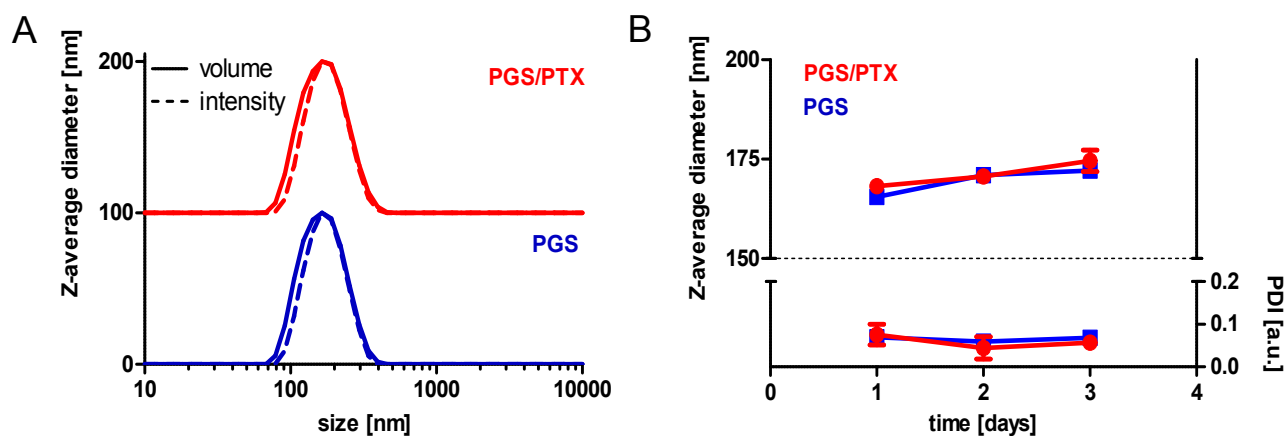 A
Z-average diameter [nm]
200
100
0
volume
intensity
PGS/PTX
PGS
10
100
1000
10000
size [nm]
B
Z-average diameter [nm]
200
175
150
PGS/PTX
PGS
0.2
0.1
0.0
PDI [a.u.]
0
1
2
3
4
time [days]